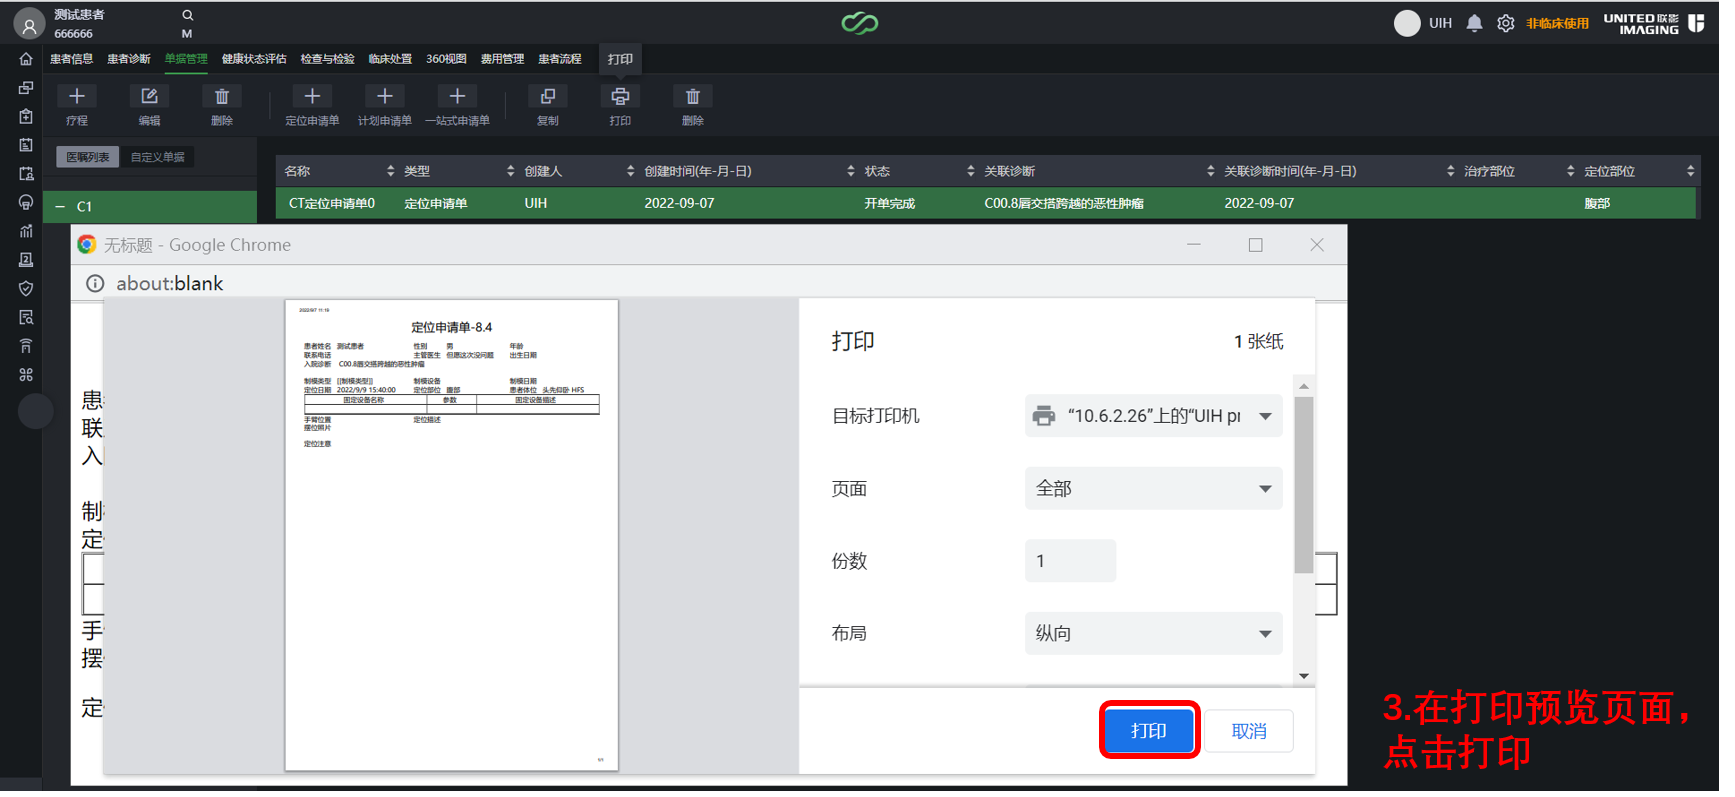 测试患者
666666
M
UIH
非临床使用
UNITED 联影
IMAGING
患者信息 患者诊断 单据管理 健康状态评估 检查与检验 临床处置 360视图 费用管理 患者流程 打印
疗程 编辑 删除 定位申请单 计划申请单 一站式申请单 复制 打印 删除
医嘱列表 自定义单据
名称 类型 创建人 创建时间(年-月-日) 状态 关联诊断 关联诊断时间(年-月-日) 治疗部位 定位部位
C1
CT定位申请单0 定位申请单 UIH 2022-09-07 开单完成 C00.8唇交搭跨越的恶性肿瘤 2022-09-07 腹部
无标题 - Google Chrome
about:blank
2022/9/7 11:19
定位申请单-8.4
患者姓名 测试患者 性别 男 年龄
联系电话 主管医生 但愿这次没问题 出生日期
入院诊断 C00.8唇交搭跨越的恶性肿瘤
制模类型 [[制模类型]] 制模设备 制模日期
定位日期 2022/9/9 15:40:00 定位部位 腹部 患者体位 头先仰卧 HFS
固定设备名称 参数 固定设备描述
手臂位置 定位描述
摆位照片
定位注意
1/1
患
联
入
制
定
手
摆
定
打印 1 张纸
目标打印机 “10.6.2.26”上的“UIH pr
页面 全部
份数 1
布局 纵向
打印 取消
3.在打印预览页面，
点击打印